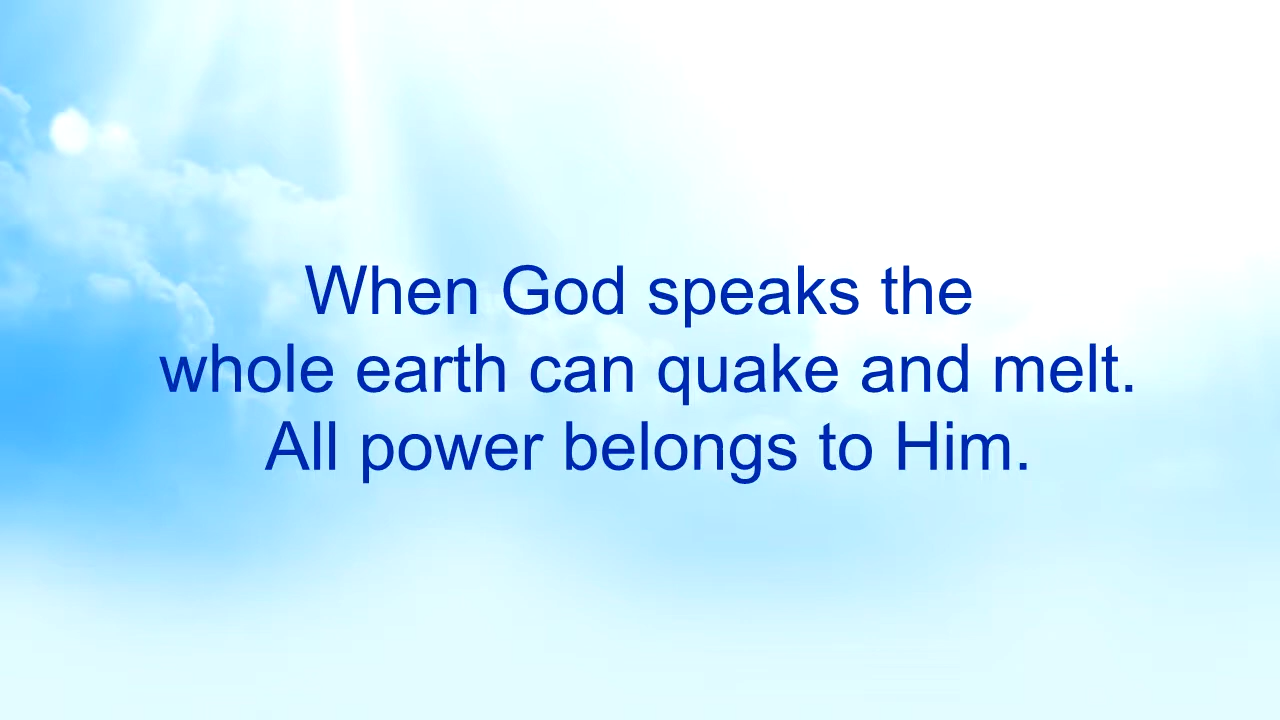 When God speaks the
whole earth can quake and melt.
All power belongs to Him.